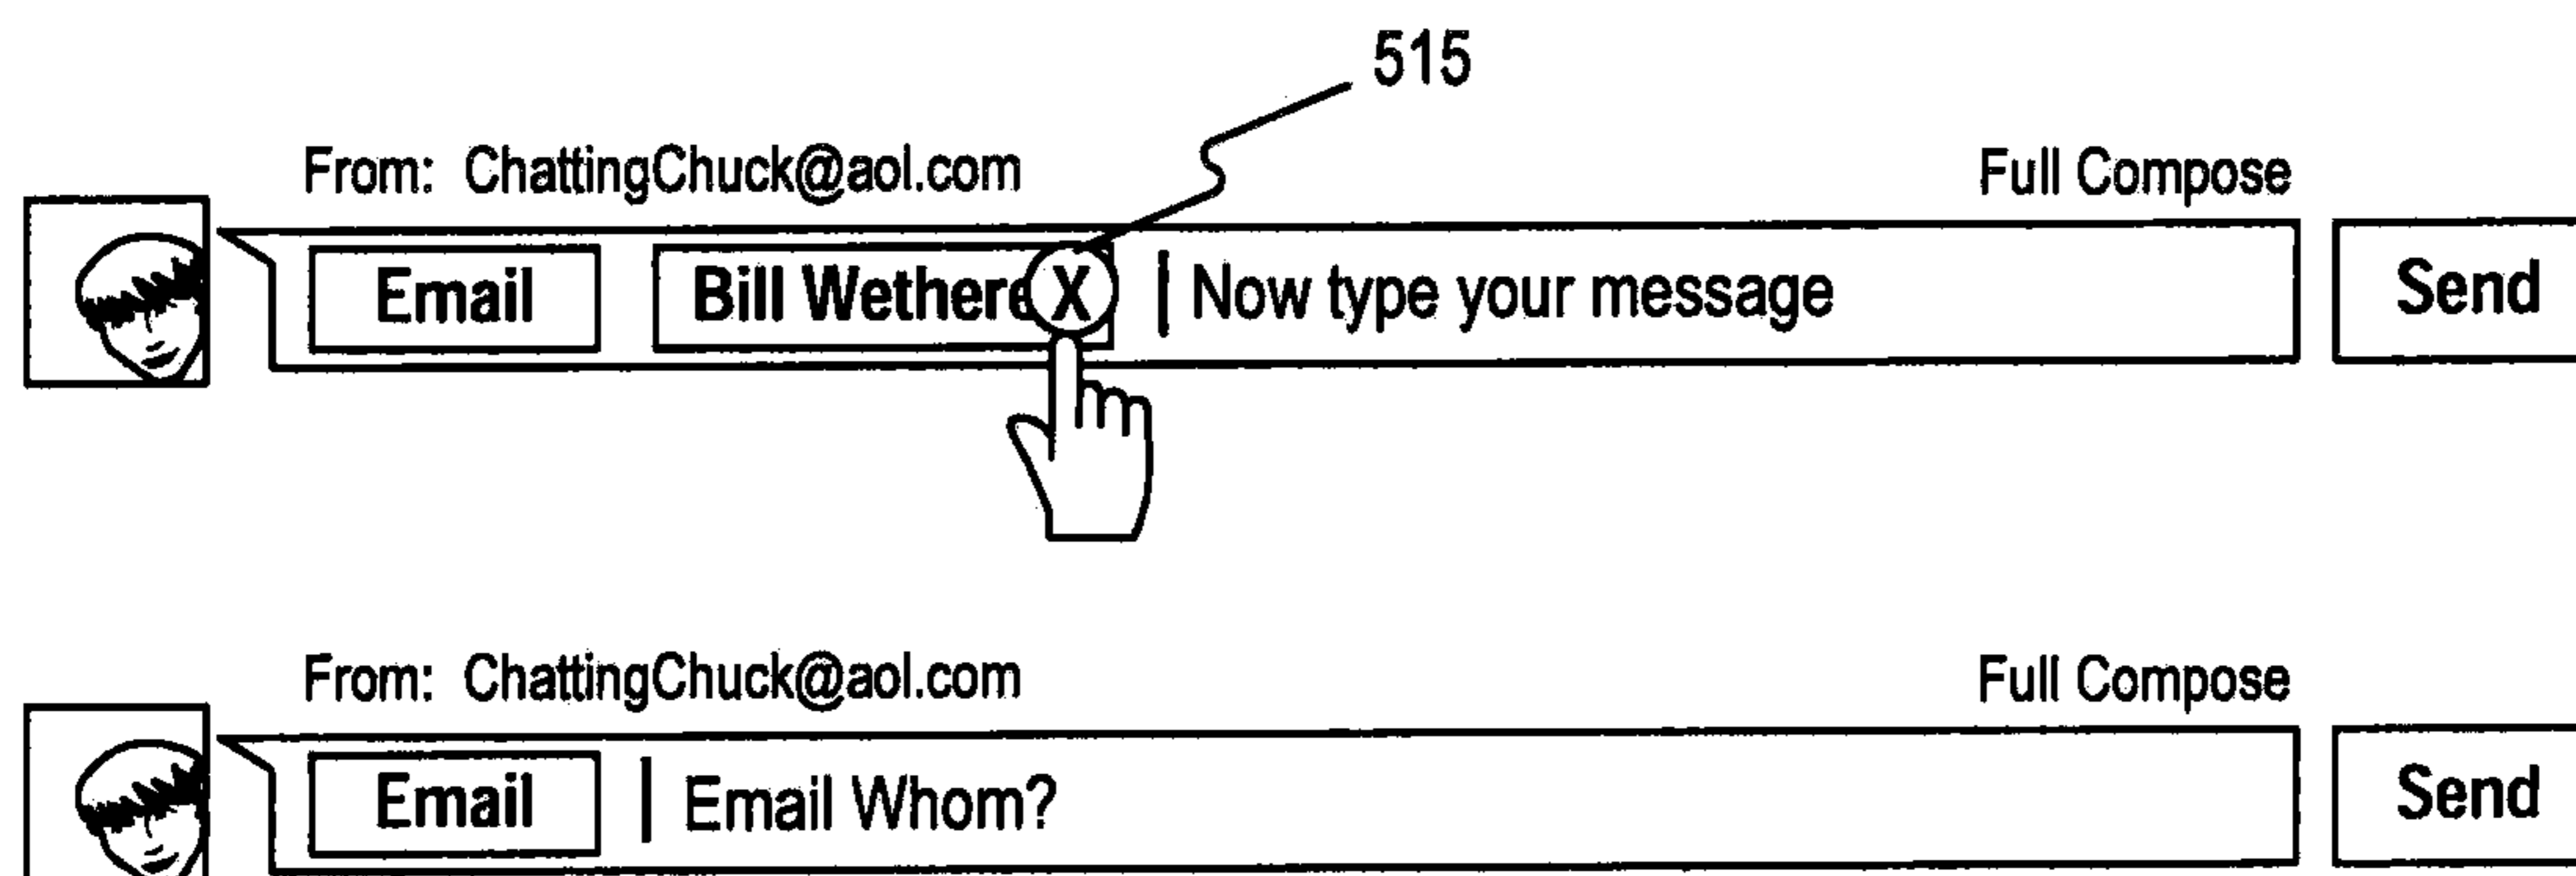 515
From: ChattingChuck@aol.com Full Compose
Email Bill Wethere X Now type your message Send
From: ChattingChuck@aol.com Full Compose
Email Email Whom? Send